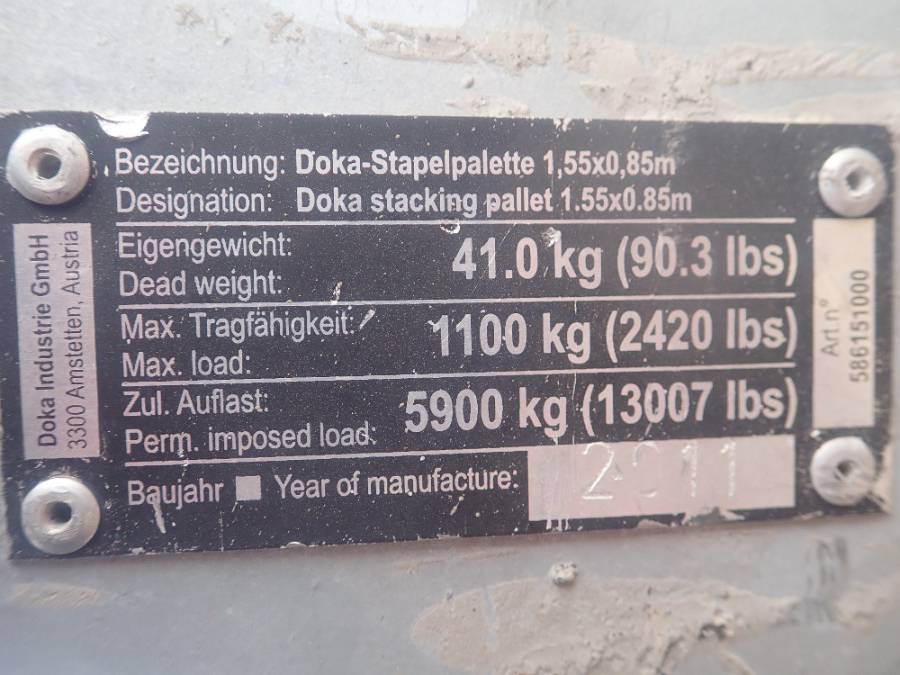 Bezeichnung: Doka-Stapelpalette 1,55x0,85m
Designation: Doka stacking pallet 1.55x0.85m
Eigengewicht:
Dead weight:
41.0 kg (90.3 lbs)
Max. Tragfähigkeit:
Max. load:
1100 kg (2420 lbs)
Zul. Auflast:
Perm. imposed load:
5900 kg (13007 lbs)
Baujahr Year of manufacture: 2011
Doka Industrie GmbH
3300 Amstetten, Austria
Art.n°
586151000